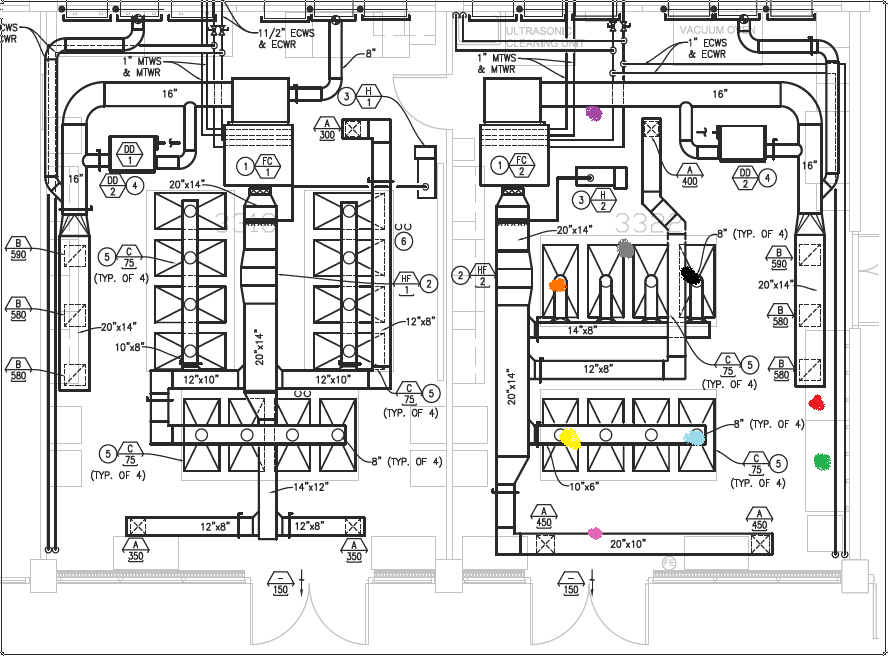 CWS
CWR
11/2" ECWS
& ECWR
8"
ULTRASONIC
CLEANING UNIT
VACUUM OVEN
1" ECWS
& ECWR
1" MTWS
& MTWR
1" MTWS
& MTWR
16"
3
H
1
16"
A
300
A
400
DD
1
DD
2
4
1
FC
1
1
FC
2
DD
2
4
16"
16"
20"x14"
3
H
2
3318
6
20"x14"
8" (TYP. OF 4)
B
590
5
C
75
(TYP. OF 4)
HF
1
2
2
HF
2
B
590
20"x14"
B
580
20"x14"
12"x8"
14"x8"
B
580
10"x8"
20"x14"
12"x8"
C
75
5
(TYP. OF 4)
B
580
B
580
12"x10"
12"x10"
C
75
5
(TYP. OF 4)
20"x14"
8" (TYP. OF 4)
5
C
75
(TYP. OF 4)
8" (TYP. OF 4)
C
75
5
(TYP. OF 4)
14"x12"
10"x6"
12"x8"
12"x8"
A
350
A
350
A
450
A
450
20"x10"
FE
–
150
–
150